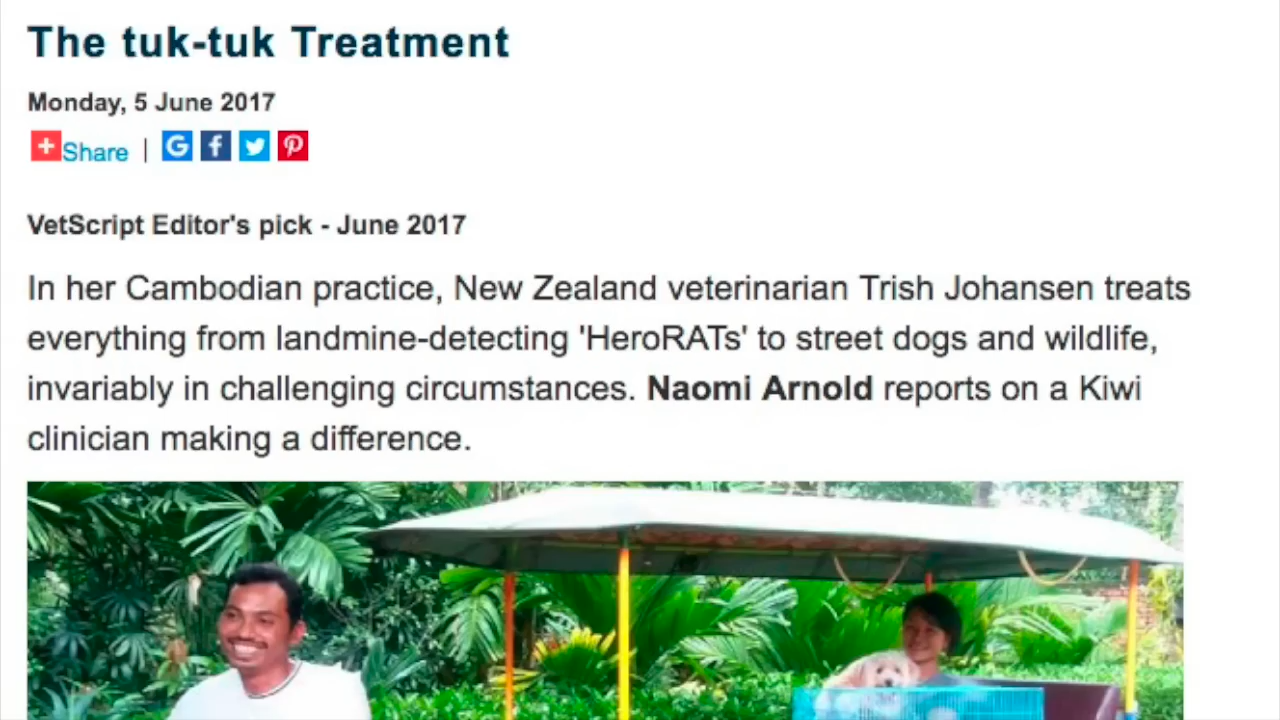 The tuk-tuk Treatment
Monday, 5 June 2017
Share |
VetScript Editor's pick - June 2017
In her Cambodian practice, New Zealand veterinarian Trish Johansen treats
everything from landmine-detecting 'HeroRATs' to street dogs and wildlife,
invariably in challenging circumstances. Naomi Arnold reports on a Kiwi
clinician making a difference.